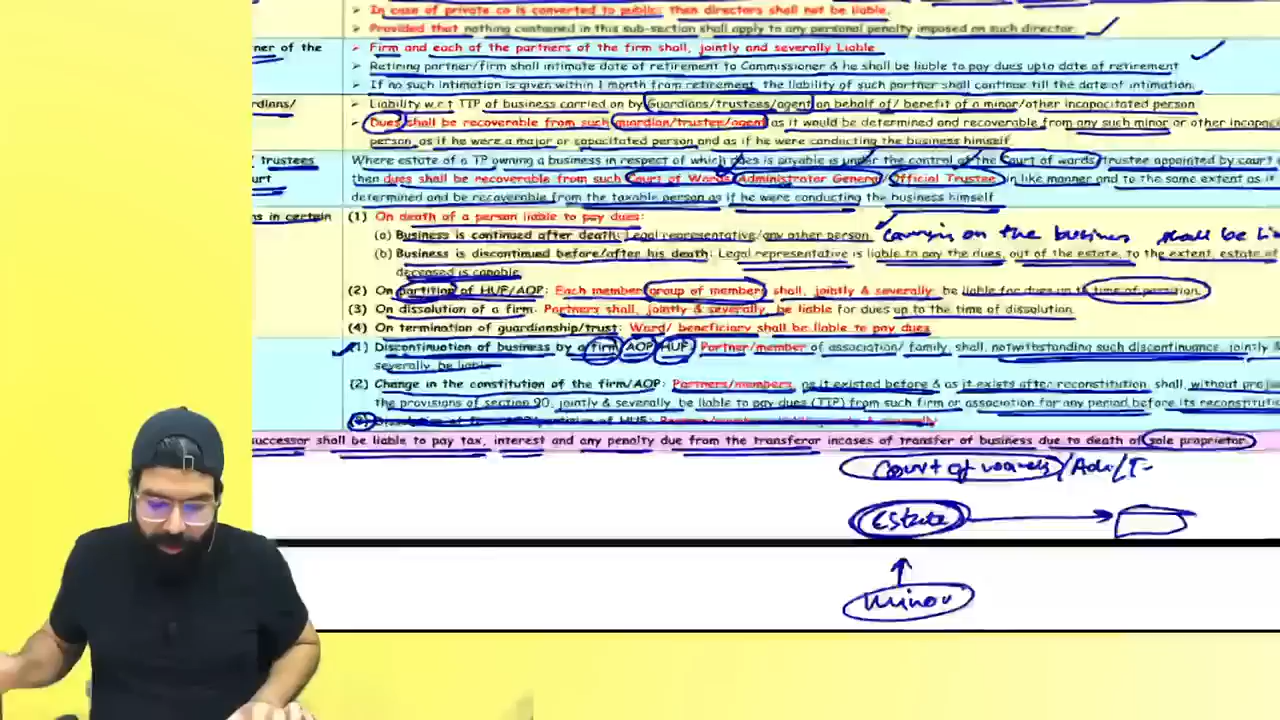 ➤ In case of private co is converted to public; then directors shall not be liable.
➤ Provided that nothing contained in this sub-section shall apply to any personal penalty imposed on such director.
ner of the
➤ Firm and each of the partners of the firm shall, jointly and severally Liable
➤ Retiring partner/firm shall intimate date of retirement to Commissioner & he shall be liable to pay dues upto date of retirement
➤ If no such intimation is given within 1 month from retirement, the liability of such partner shall continue till the date of intimation.
rdians/
➤ Liability w.r.t TIP of business carried on by Guardians/trustees/agent on behalf of/ benefit of a minor/other incapacitated person
➤ Dues shall be recoverable from such guardian/trustee/agent as it would be determined and recoverable from any such minor or other incapac
person, as if he were a major or capacitated person and as if he were conducting the business himself
trustees
Where estate of a TP owning a business in respect of which dues is payable is under the control of the Court of wards/trustee appointed by court
urt
then dues shall be recoverable from such Court of Wards/Administrator General/Official Trustee in like manner and to the same extent as it
determined and be recoverable from the taxable person as if he were conducting the business himself
ns in certain
(1) On death of a person liable to pay dues:
(a) Business is continued after death: Legal representative/any other person carrying on the business shall be lia
(b) Business is discontinued before/after his death: Legal representative is liable to pay the dues, out of the estate, to the extent, estate of
deceased is capable
(2) On partition of HUF/AOP: Each member/group of members shall, jointly & severally be liable for dues up to time of partition.
(3) On dissolution of a firm: Partners shall, jointly & severally, be liable for dues up to the time of dissolution.
(4) On termination of guardianship/trust: Ward/ beneficiary shall be liable to pay dues
(1) Discontinuation of business by a firm/AOP/HUF: Partner/member of association/ family, shall, notwithstanding such discontinuance, jointly &
severally be liable
(2) Change in the constitution of the firm/AOP: Partners/members, as it existed before & as it exists after reconstitution, shall, without prej
the provisions of section 90, jointly & severally be liable to pay dues (TIP) from such firm or association for any period before its reconstitutio
successor shall be liable to pay tax, interest and any penalty due from the transferor incases of transfer of business due to death of sole proprietor
Court of wards/Adm/T
Estate
Minor